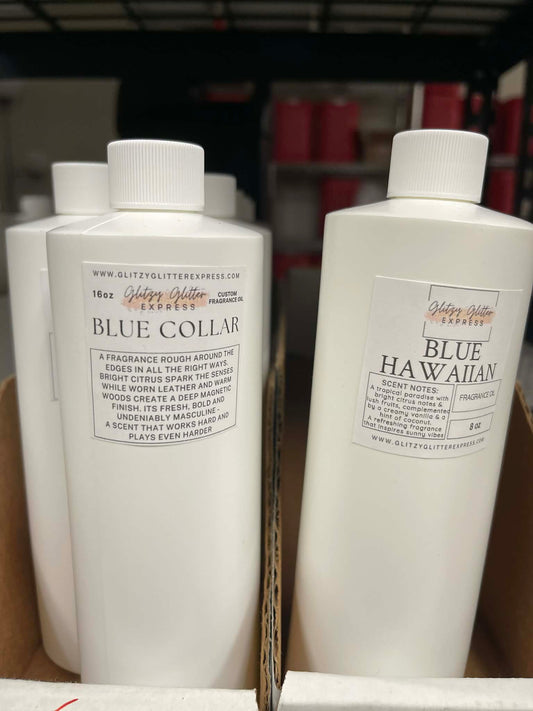 WWW.GLITZYGLITTEREXPRESS.COM
16oz
Glitzy Glitter
EXPRESS
CUSTOM
FRAGRANCE OIL
BLUE COLLAR
A FRAGRANCE ROUGH AROUND THE
EDGES IN ALL THE RIGHT WAYS.
BRIGHT CITRUS SPARK THE SENSES
WHILE WORN LEATHER AND WARM
WOODS CREATE A DEEP MAGNETIC
FINISH. ITS FRESH, BOLD AND
UNDENIABLY MASCULINE -
A SCENT THAT WORKS HARD AND
PLAYS EVEN HARDER
Glitzy Glitter
EXPRESS
BLUE
HAWAIIAN
SCENT NOTES:
A tropical paradise with
bright citrus notes &
lush fruits, complemented
by a creamy vanilla & a
hint of coconut.
A refreshing fragrance
that inspires sunny vibes
FRAGRANCE OIL
8 oz
WWW.GLITZYGLITTEREXPRESS.COM